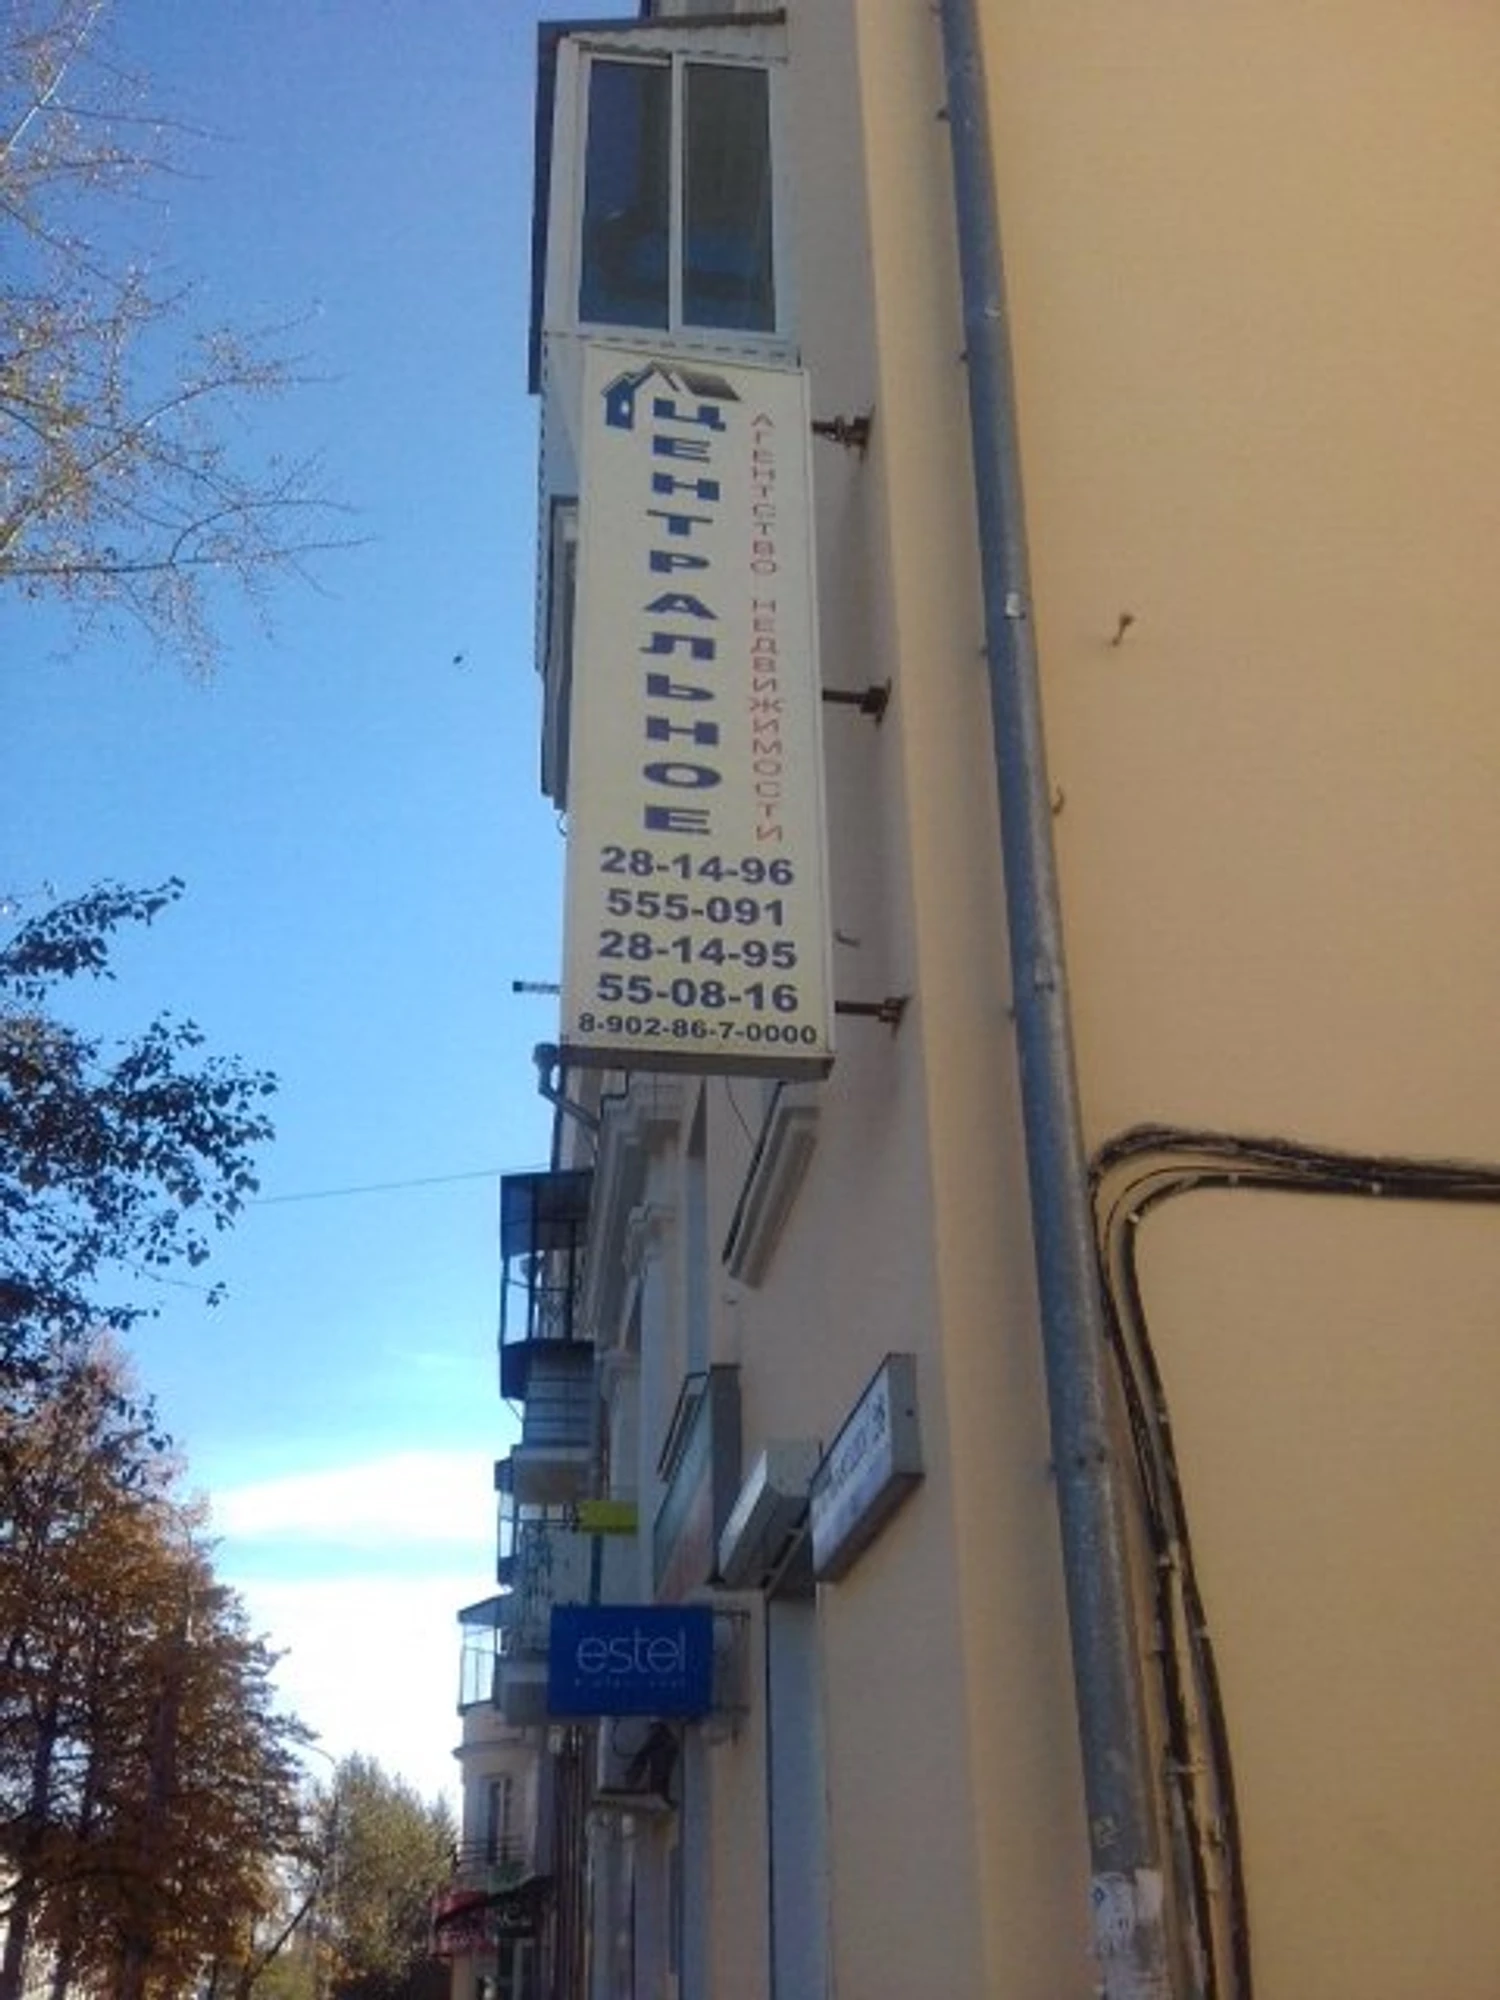 ЦЕНТРАЛЬНОЕ
АГЕНТСТВО НЕДВИЖИМОСТИ
28-14-96
555-091
28-14-95
55-08-16
8-902-86-7-0000
estel